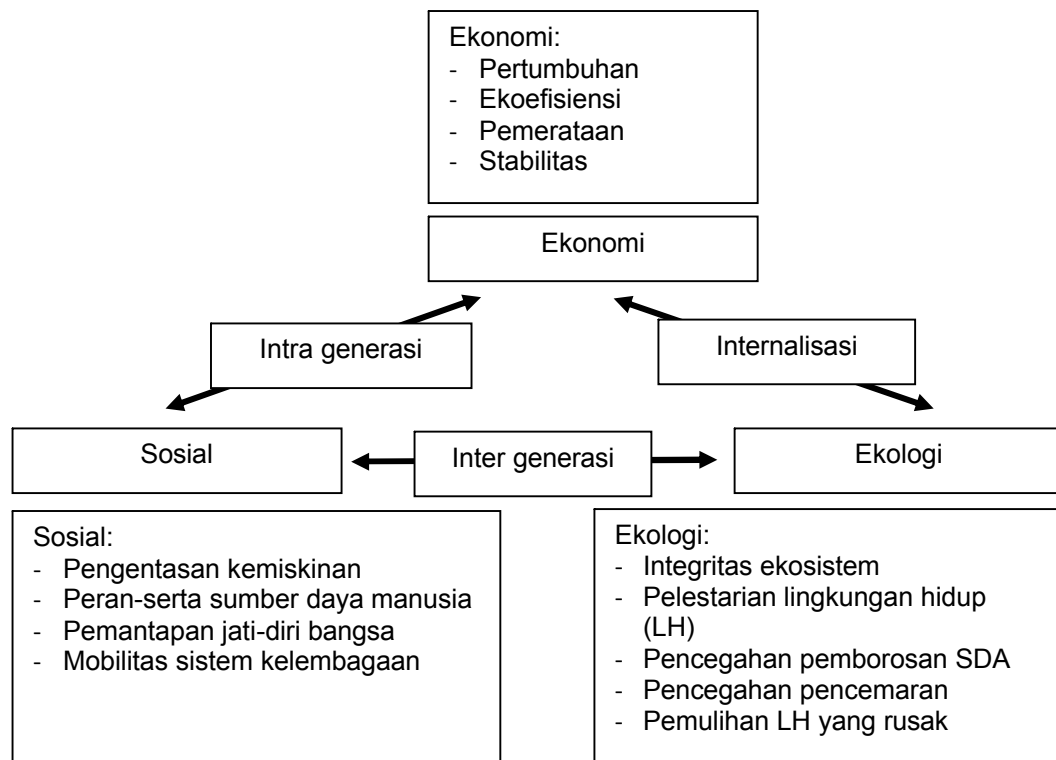 Ekonomi:
- Pertumbuhan
- Ekoefisiensi
- Pemerataan
- Stabilitas
Ekonomi
Intra generasi
Internalisasi
Sosial
Inter generasi
Ekologi
Sosial:
- Pengentasan kemiskinan
- Peran-serta sumber daya manusia
- Pemantapan jati-diri bangsa
- Mobilitas sistem kelembagaan
Ekologi:
- Integritas ekosistem
- Pelestarian lingkungan hidup
(LH)
- Pencegahan pemborosan SDA
- Pencegahan pencemaran
- Pemulihan LH yang rusak